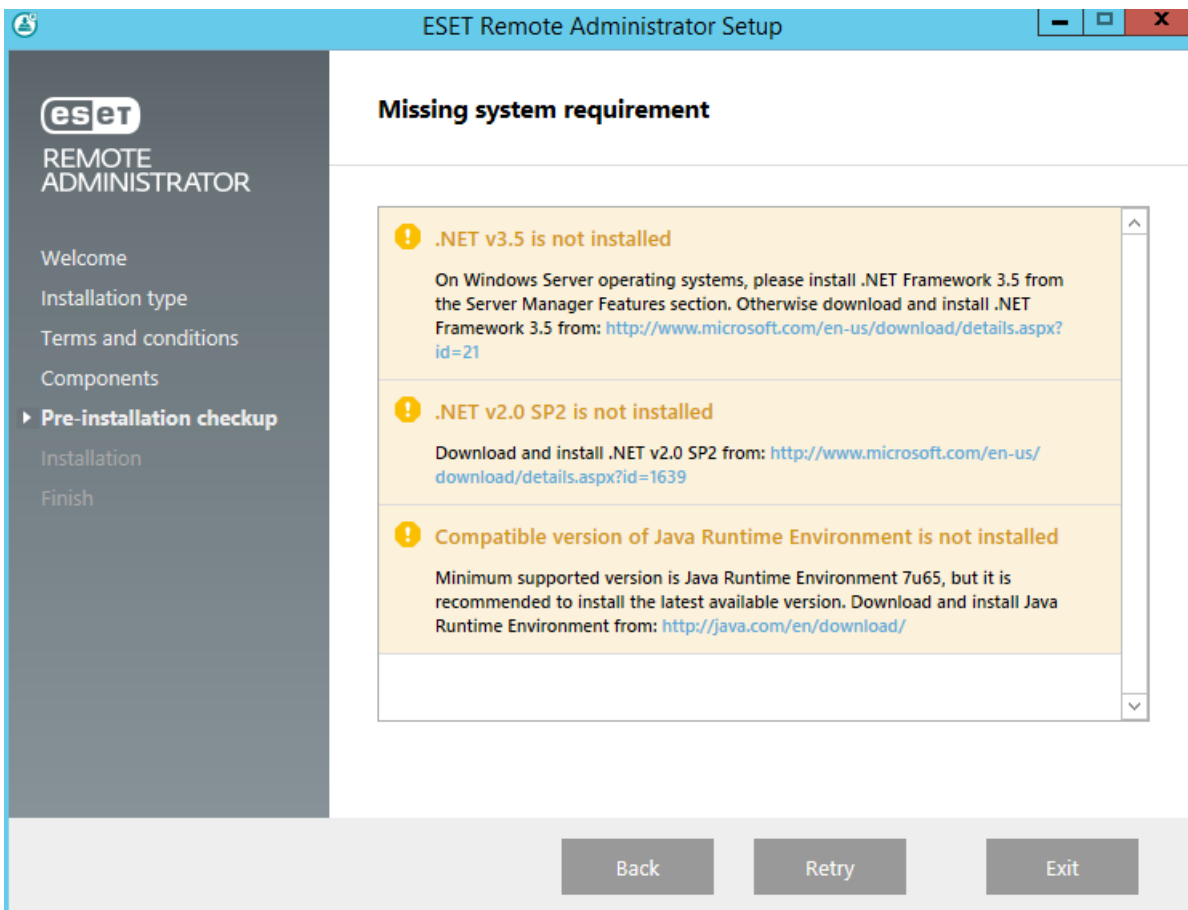 ESET Remote Administrator Setup
eset
REMOTE
ADMINISTRATOR
Welcome
Installation type
Terms and conditions
Components
Pre-installation checkup
Installation
Finish
Missing system requirement
.NET v3.5 is not installed
On Windows Server operating systems, please install .NET Framework 3.5 from
the Server Manager Features section. Otherwise download and install .NET
Framework 3.5 from: http://www.microsoft.com/en-us/download/details.aspx?
id=21
.NET v2.0 SP2 is not installed
Download and install .NET v2.0 SP2 from: http://www.microsoft.com/en-us/
download/details.aspx?id=1639
Compatible version of Java Runtime Environment is not installed
Minimum supported version is Java Runtime Environment 7u65, but it is
recommended to install the latest available version. Download and install Java
Runtime Environment from: http://java.com/en/download/
Back
Retry
Exit